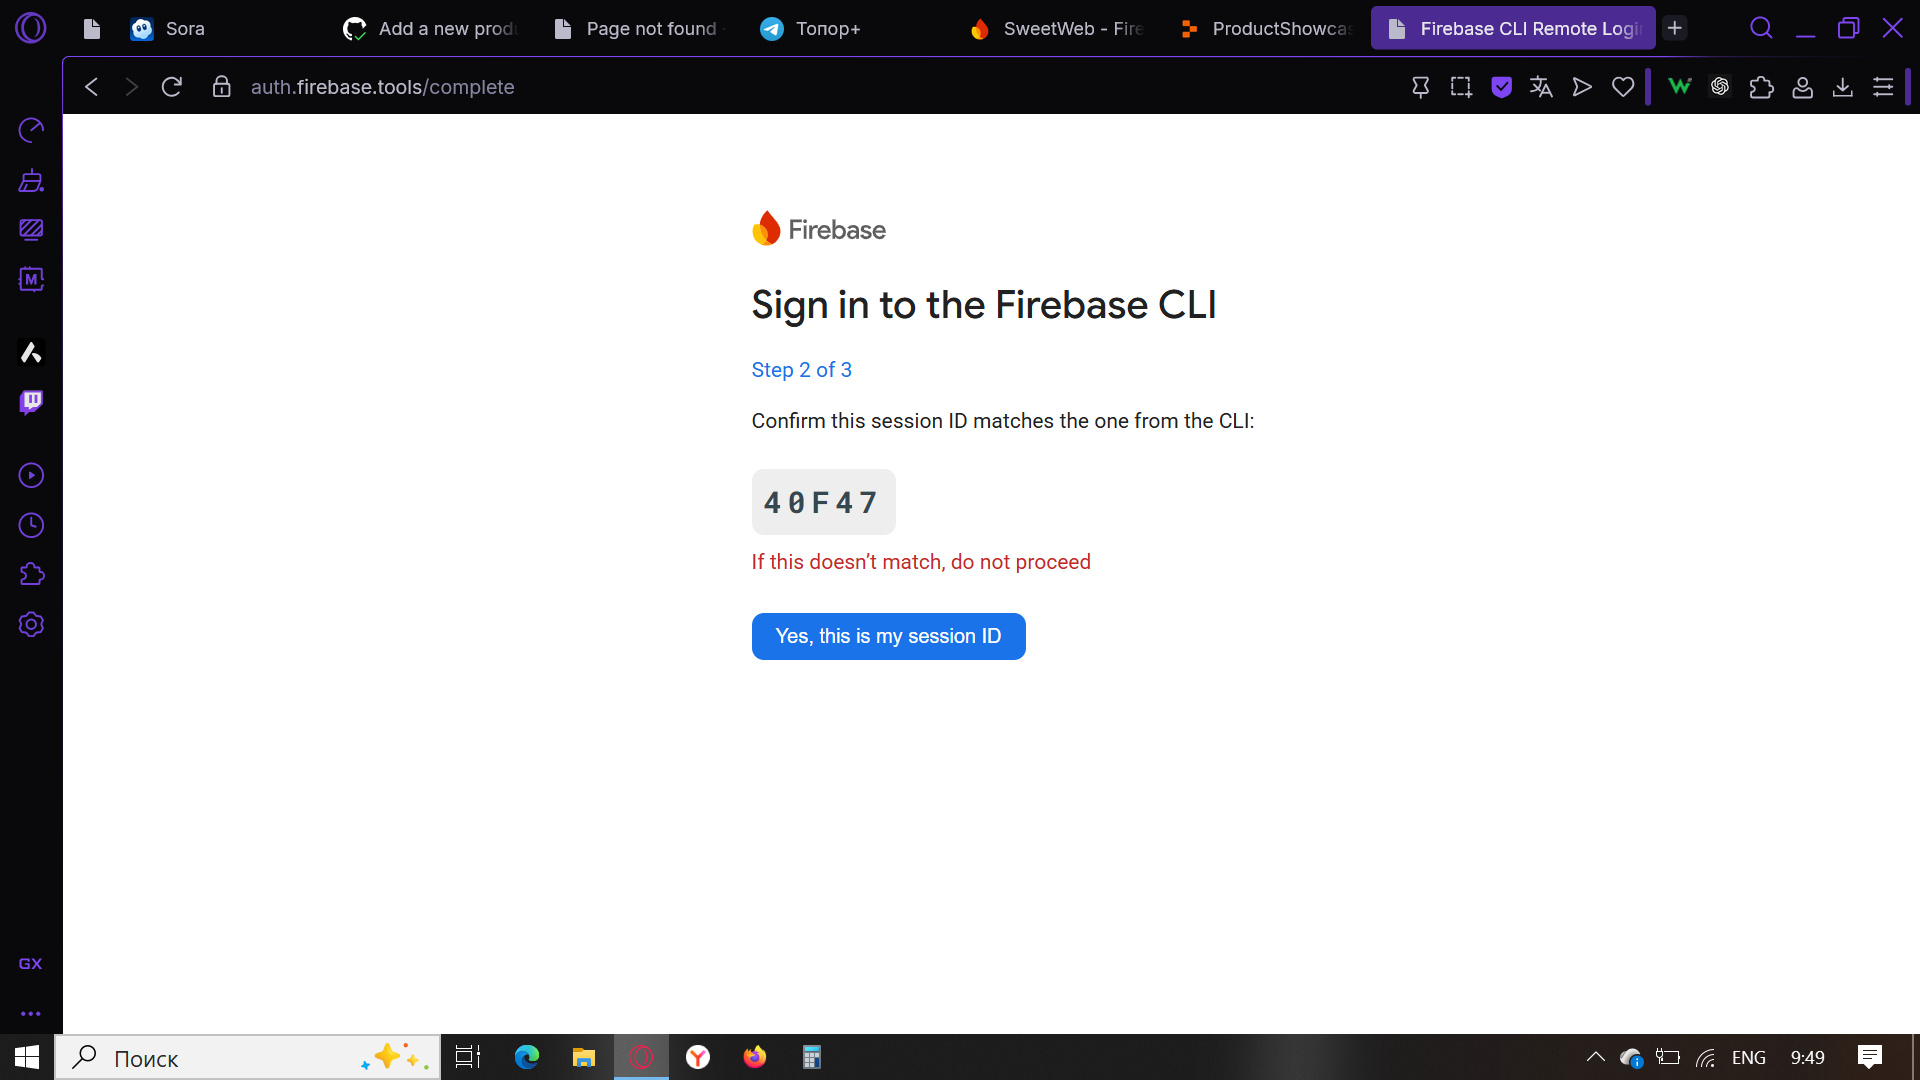 Sora
Add a new produ
Page not found
Топор+
SweetWeb - Fire
ProductShowcas
Firebase CLI Remote Login
auth.firebase.tools/complete
M
Firebase
Sign in to the Firebase CLI
Step 2 of 3
Confirm this session ID matches the one from the CLI:
40F47
If this doesn’t match, do not proceed
Yes, this is my session ID
GX
Поиск
ENG
9:49